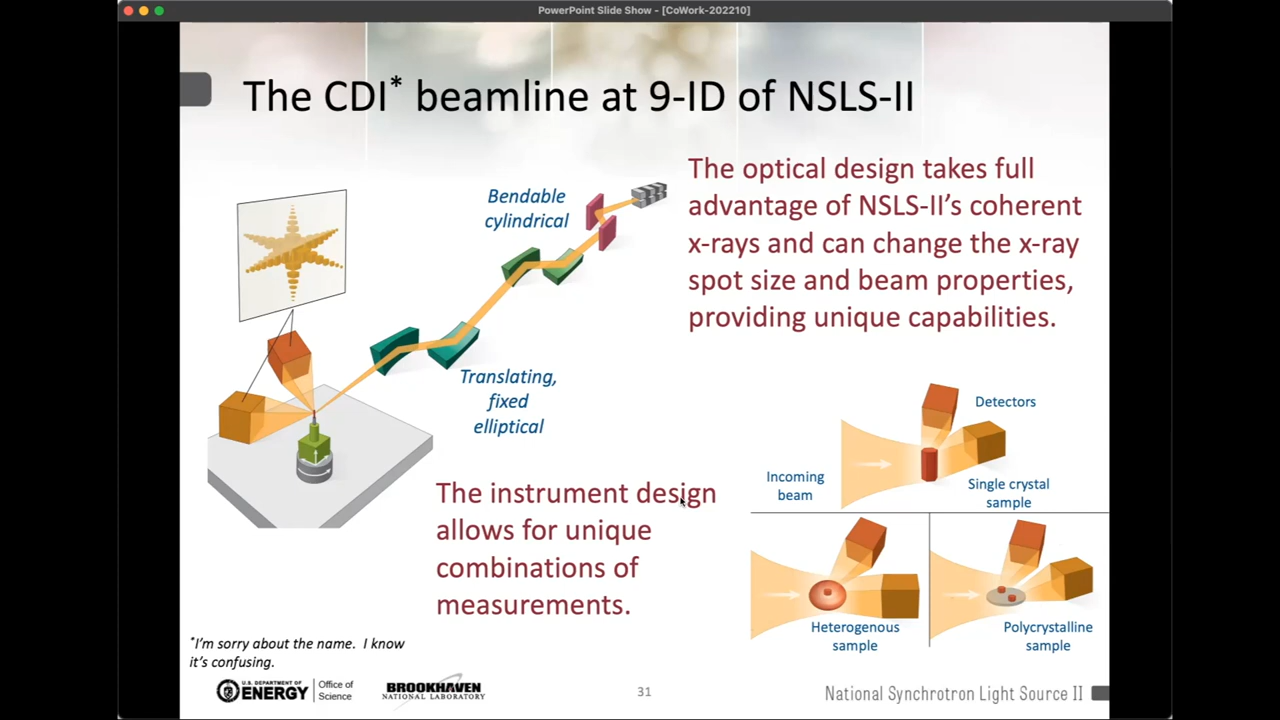 PowerPoint Slide Show - [CoWork-202210]
The CDI* beamline at 9-ID of NSLS-II
Bendable
cylindrical
The optical design takes full
advantage of NSLS-II's coherent
x-rays and can change the x-ray
spot size and beam properties,
providing unique capabilities.
Translating,
fixed
elliptical
Detectors
Incoming
beam
Single crystal
sample
The instrument design
allows for unique
combinations of
measurements.
Heterogenous
sample
Polycrystalline
sample
*I'm sorry about the name. I know
it's confusing.
U.S. DEPARTMENT OF
ENERGY
Office of
Science
BROOKHAVEN
NATIONAL LABORATORY
31
National Synchrotron Light Source II